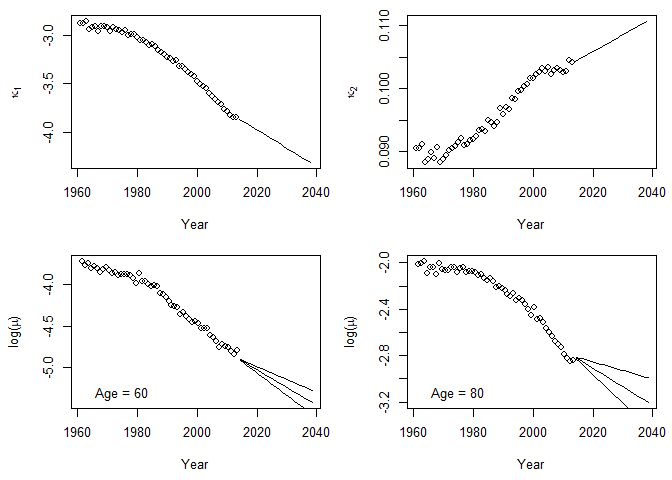 κ1
-3.0
-3.5
-4.0
1960 1980 2000 2020 2040
Year
κ2
0.110
0.100
0.090
1960 1980 2000 2020 2040
Year
log(μ)
-4.0
-4.5
-5.0
Age = 60
1960 1980 2000 2020 2040
Year
log(μ)
-2.0
-2.4
-2.8
-3.2
Age = 80
1960 1980 2000 2020 2040
Year